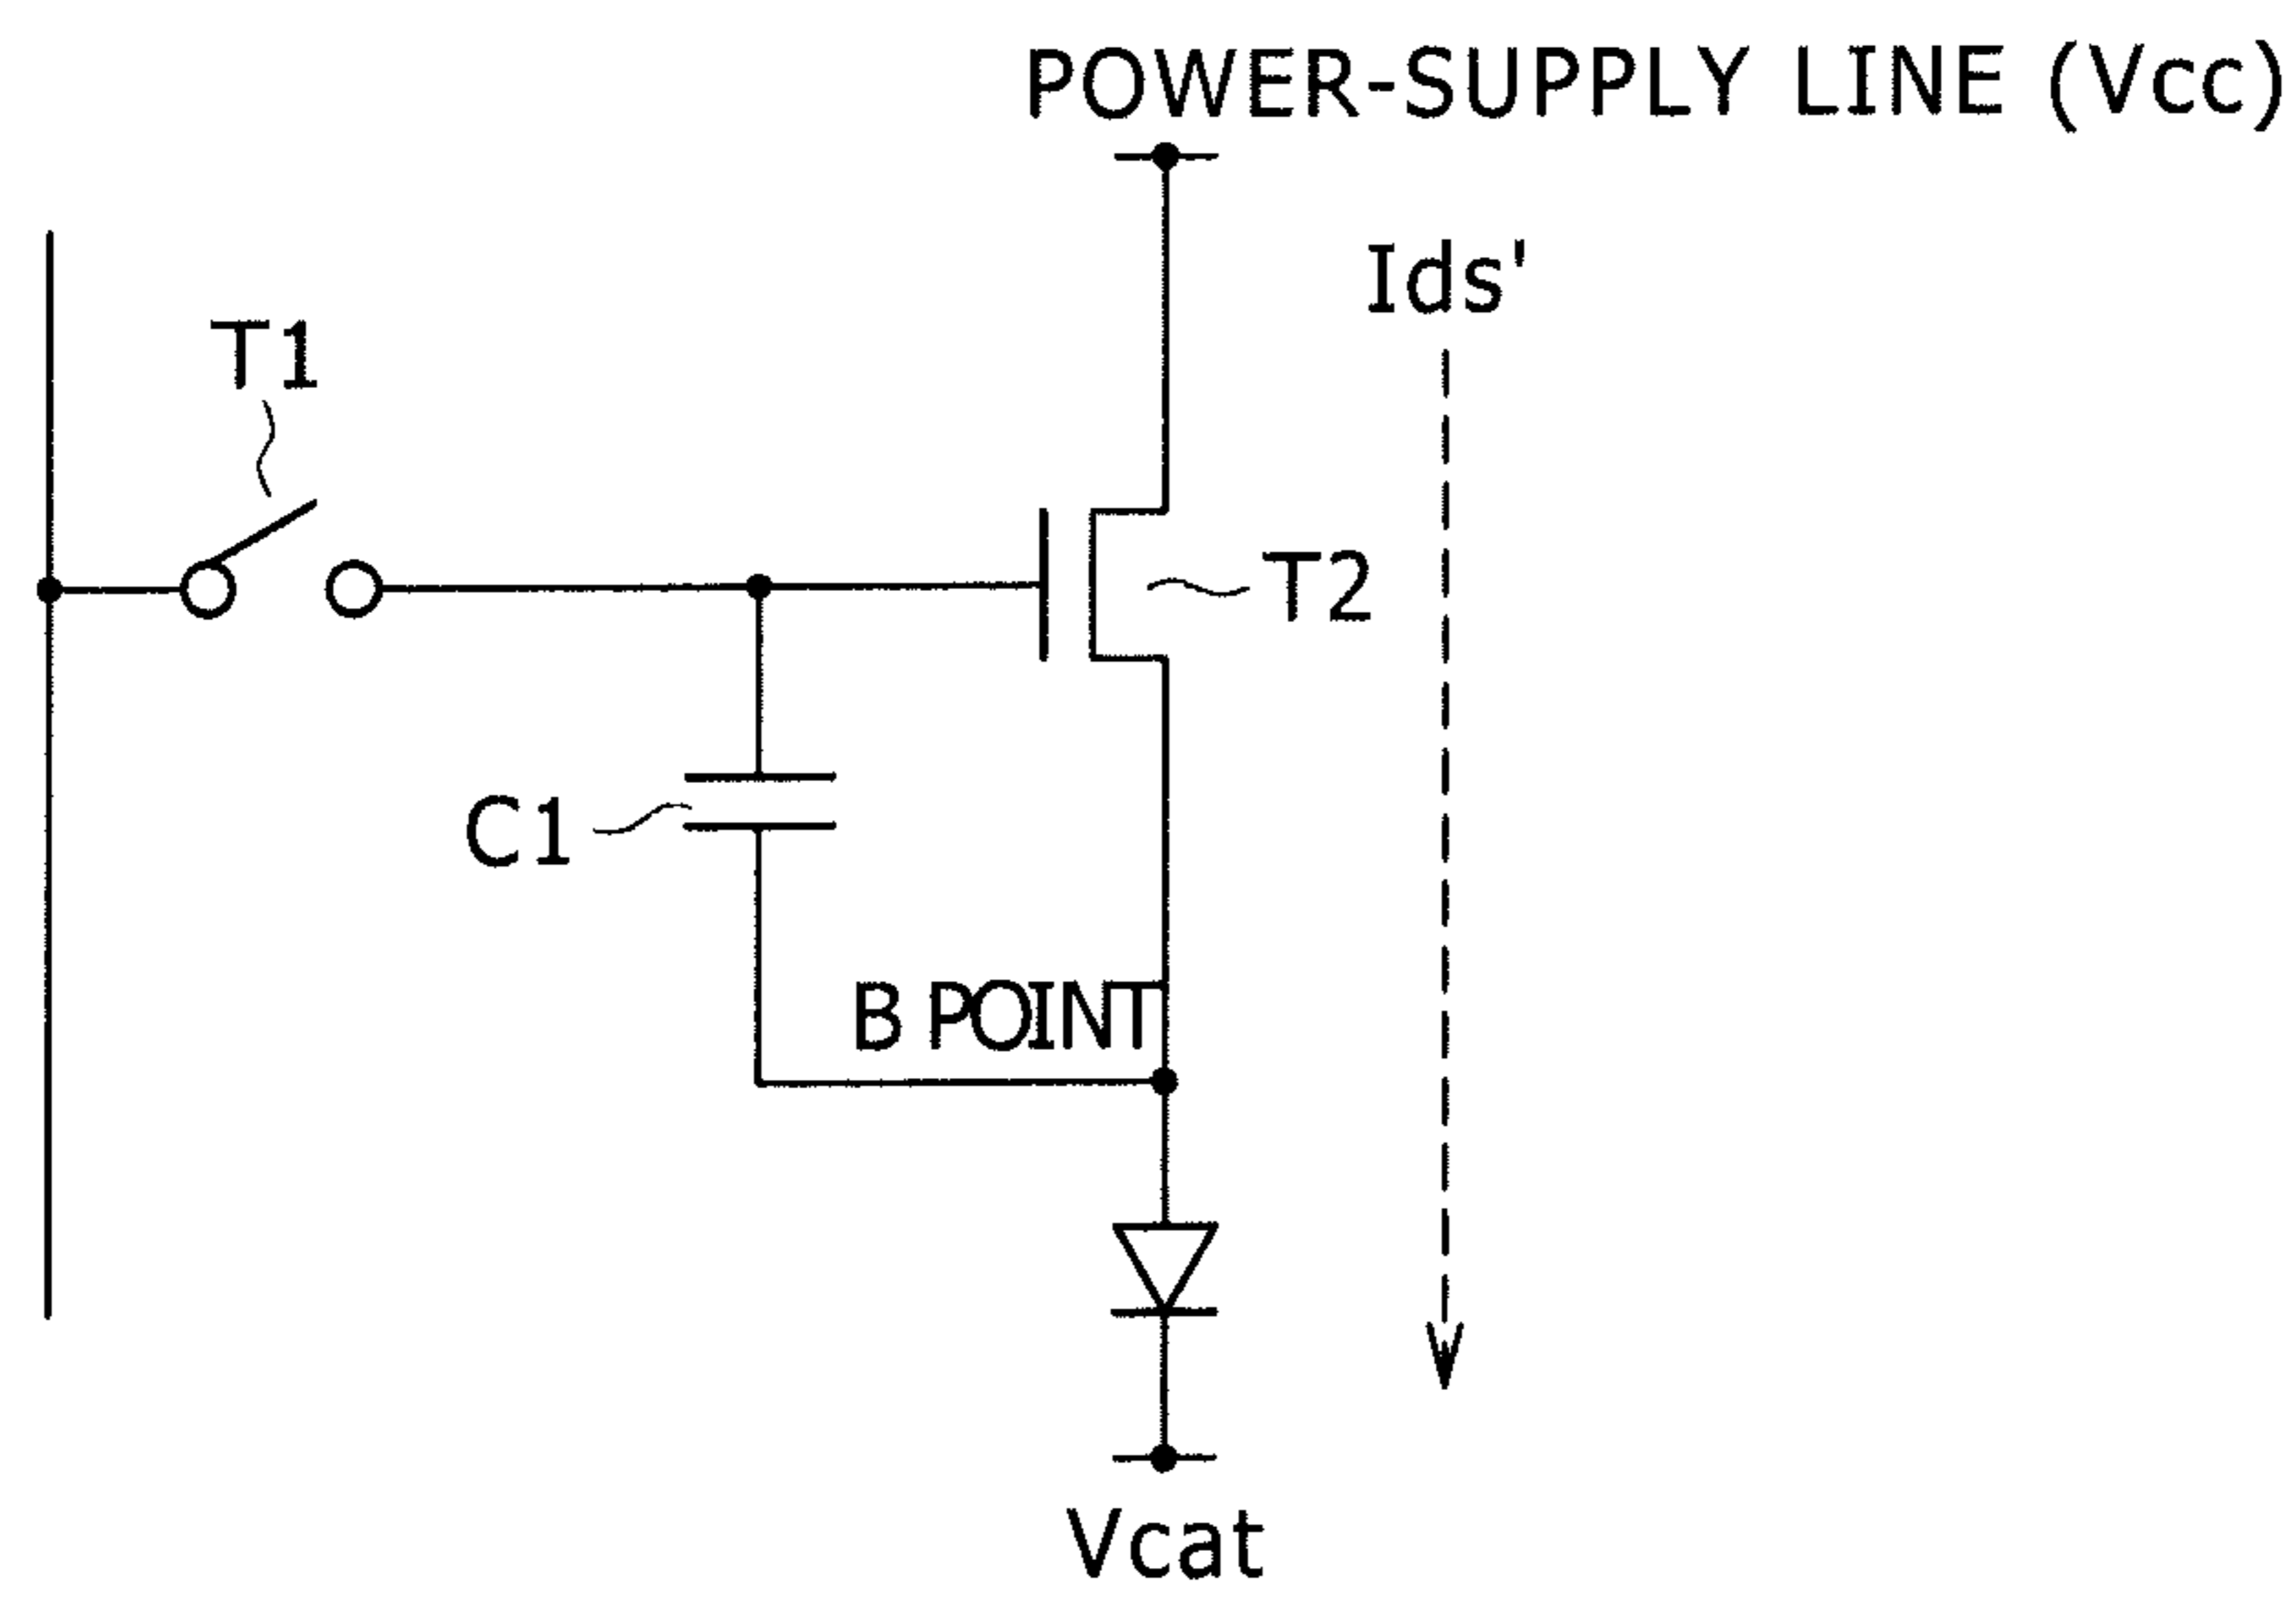 POWER-SUPPLY LINE (Vcc)
Ids'
T1
T2
C1
B POINT
Vcat